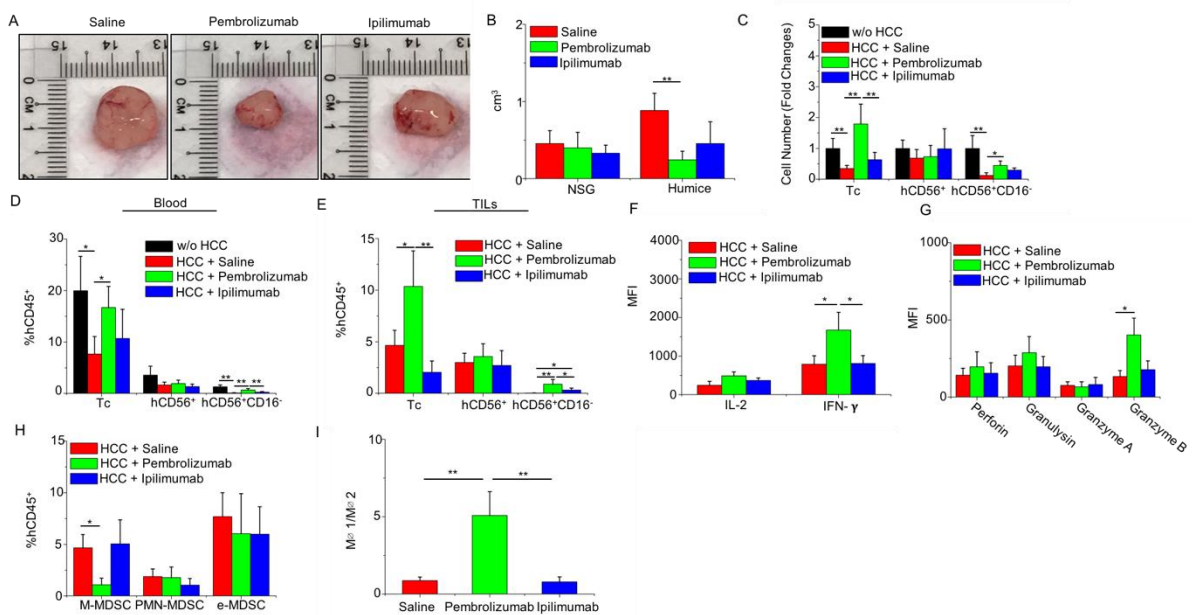 A
Saline
Pembrolizumab
Ipilimumab
15 14 13
15 14 13
15 14 13
0 CM 1 2
0 CM 1 2
0 CM 1 2
B
Saline
Pembrolizumab
Ipilimumab
**
cm³
2
1
0
NSG Humice
C
w/o HCC
HCC + Saline
HCC + Pembrolizumab
HCC + Ipilimumab
Cell Number (Fold Changes)
4
3
2
1
0
** ** ** ** *
Tc hCD56⁺ hCD56⁺CD16⁻
D
Blood
w/o HCC
HCC + Saline
HCC + Pembrolizumab
HCC + Ipilimumab
%hCD45⁺
30
20
10
0
* * ** ** **
Tc hCD56⁺ hCD56⁺CD16⁻
E
TILs
HCC + Saline
HCC + Pembrolizumab
HCC + Ipilimumab
%hCD45⁺
15
10
5
0
* ** * ** *
Tc hCD56⁺ hCD56⁺CD16⁻
F
HCC + Saline
HCC + Pembrolizumab
HCC + Ipilimumab
MFI
4000
3200
2400
1600
800
0
* *
IL-2 IFN-γ
G
HCC + Saline
HCC + Pembrolizumab
HCC + Ipilimumab
MFI
1000
500
0
*
Perforin
Granulysin
Granzyme A
Granzyme B
H
HCC + Saline
HCC + Pembrolizumab
HCC + Ipilimumab
%hCD45⁺
15
10
5
0
*
M-MDSC PMN-MDSC e-MDSC
I
MØ 1/MØ 2
10
5
0
** **
Saline Pembrolizumab Ipilimumab